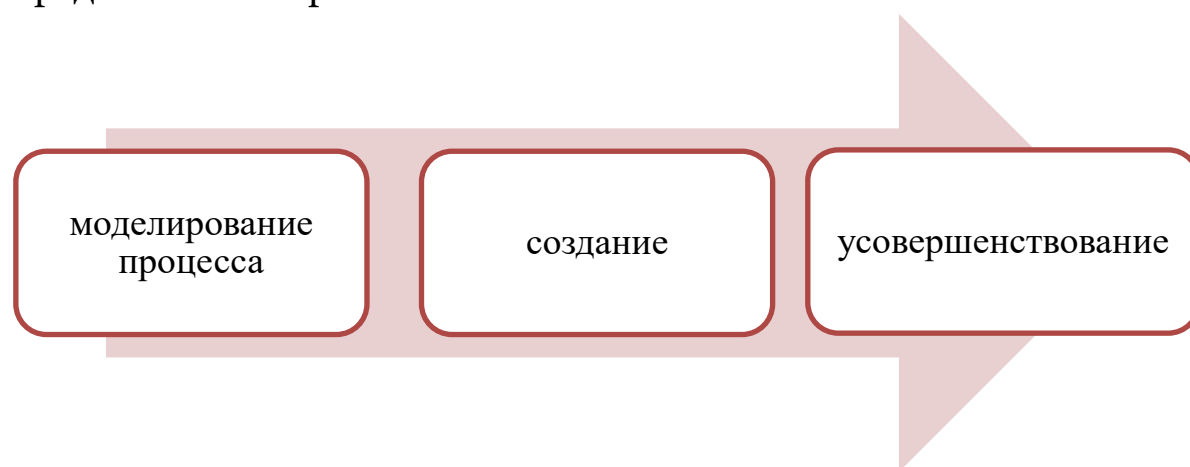 моделирование
процесса
создание
усовершенствование